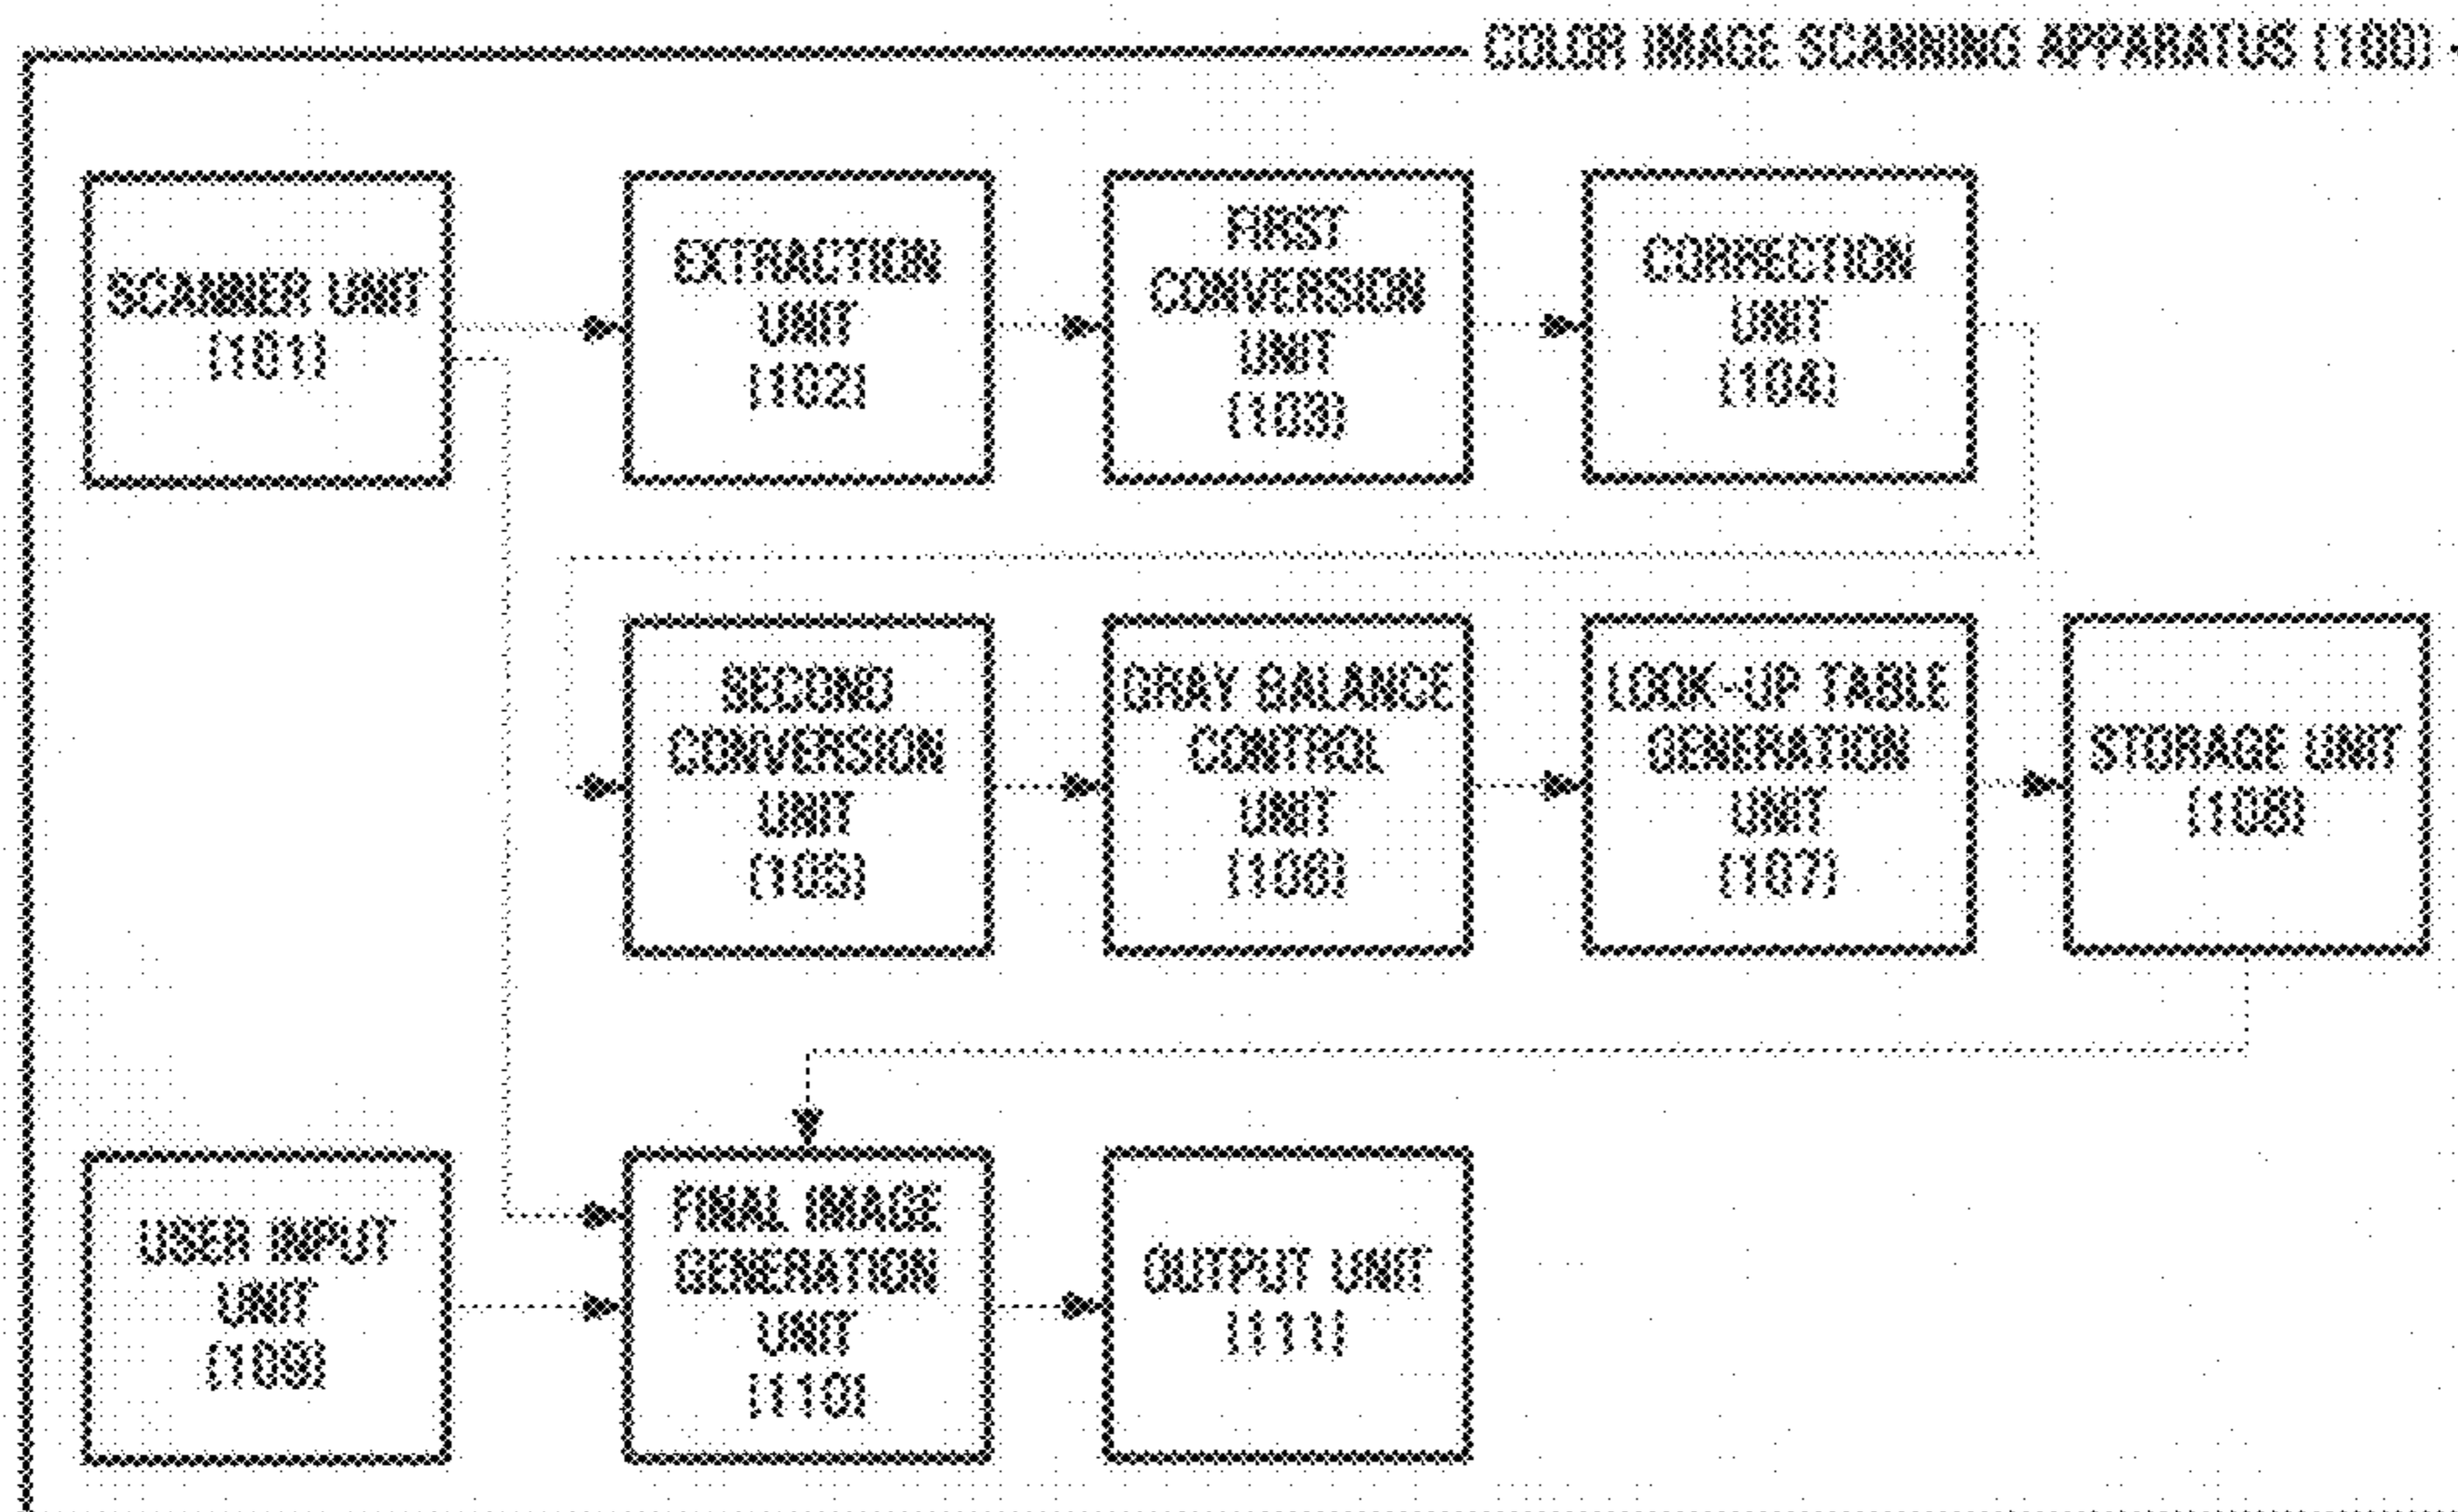 COLOR IMAGE SCANNING APPARATUS (100)
SCANNER UNIT
(101)
EXTRACTION
UNIT
(102)
FIRST
CONVERSION
UNIT
(103)
CORRECTION
UNIT
(104)
SECOND
CONVERSION
UNIT
(105)
GRAY BALANCE
CONTROL
UNIT
(106)
LOOK-UP TABLE
GENERATION
UNIT
(107)
STORAGE UNIT
(108)
USER INPUT
UNIT
(109)
FINAL IMAGE
GENERATION
UNIT
(110)
OUTPUT UNIT
(111)